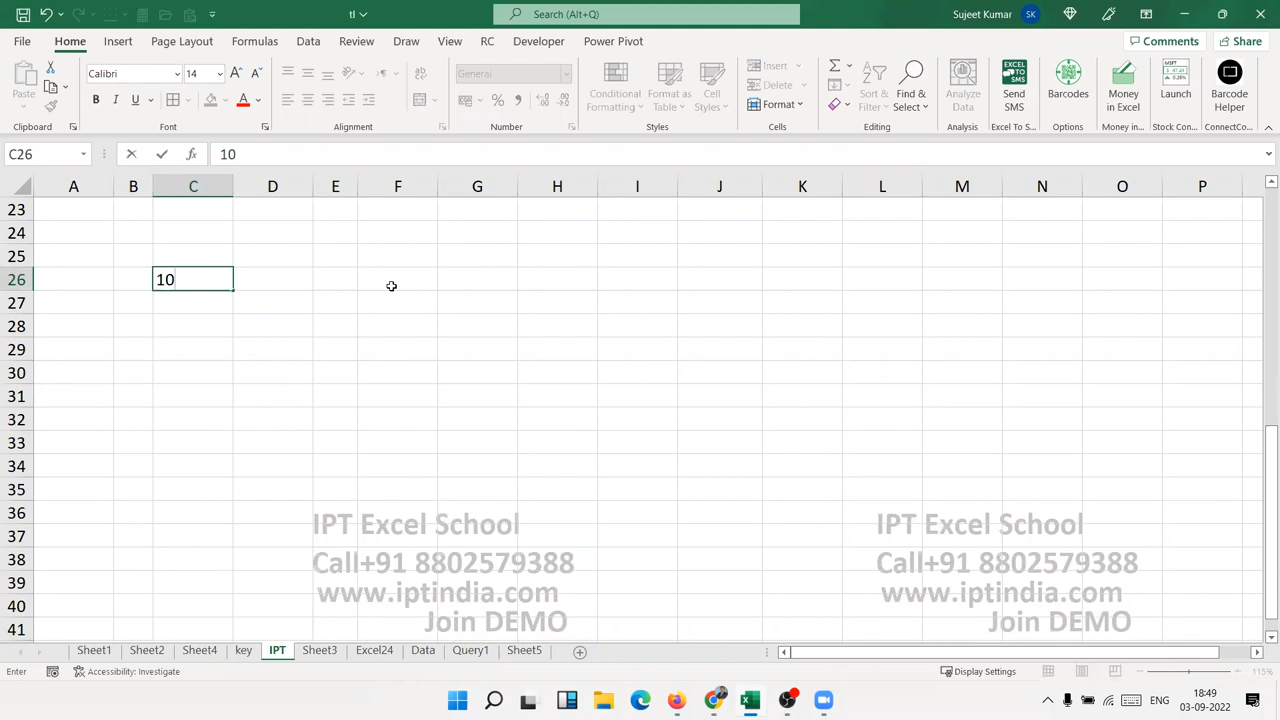 tl
Search (Alt+Q)
Sujeet Kumar
SK
File
Home
Insert
Page Layout
Formulas
Data
Review
Draw
View
RC
Developer
Power Pivot
Comments
Share
Paste
Calibri
14
B
I
U
General
Conditional Formatting
Format as Table
Cell Styles
Insert
Delete
Format
Sort & Filter
Find & Select
Analyze Data
Send SMS
Barcodes
Money in Excel
Launch
Barcode Helper
Clipboard
Font
Alignment
Number
Styles
Cells
Editing
Analysis
Excel To S...
Options
Money in...
Stock Con...
ConnectCo...
C26
fx
10
A B C D E F G H I J K L M N O P
23
24
25
26 10
27
28
29
30
31
32
33
34
35
36
37
38
39
40
41
IPT Excel School
Call+91 8802579388
www.iptindia.com
Join DEMO
IPT Excel School
Call+91 8802579388
www.iptindia.com
Join DEMO
Sheet1 Sheet2 Sheet4 key IPT Sheet3 Excel24 Data Query1 Sheet5
Enter
Accessibility: Investigate
Display Settings
115%
ENG
18:49
03-09-2022